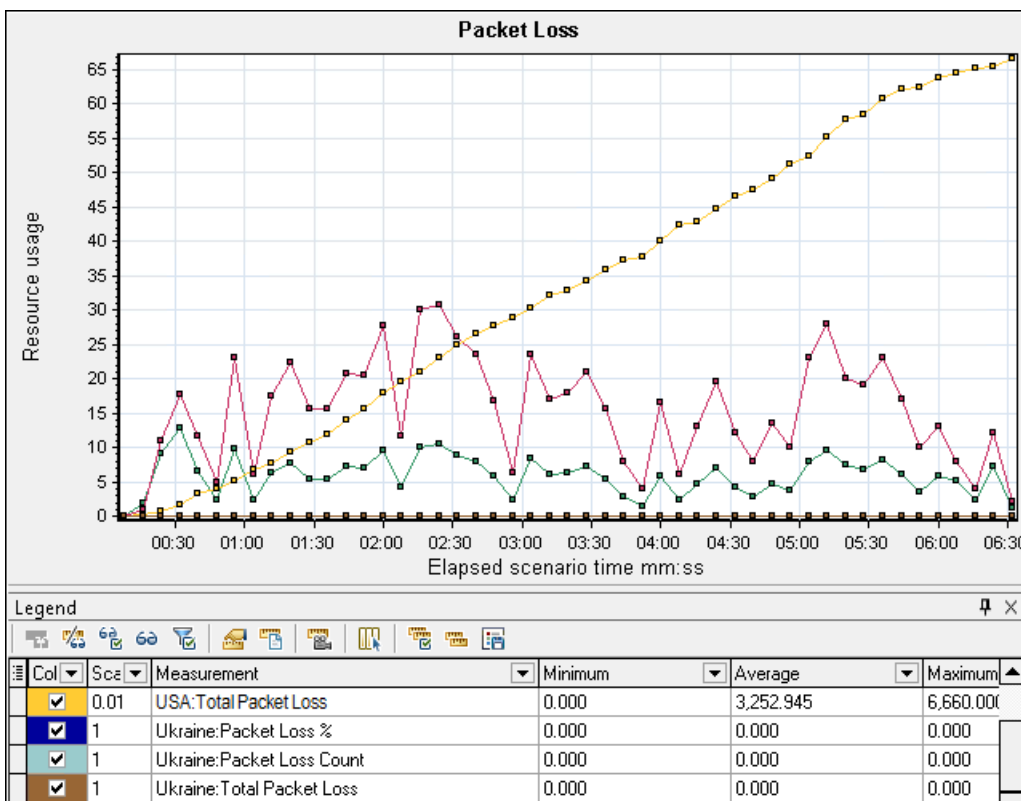 Packet Loss
65
60
55
50
45
40
35
30
25
20
15
10
5
0
Resource usage
00:30 01:00 01:30 02:00 02:30 03:00 03:30 04:00 04:30 05:00 05:30 06:00 06:30
Elapsed scenario time mm:ss
Legend
Col Sca Measurement Minimum Average Maximum
0.01 USA:Total Packet Loss 0.000 3,252.945 6,660.000
1 Ukraine:Packet Loss % 0.000 0.000 0.000
1 Ukraine:Packet Loss Count 0.000 0.000 0.000
1 Ukraine:Total Packet Loss 0.000 0.000 0.000